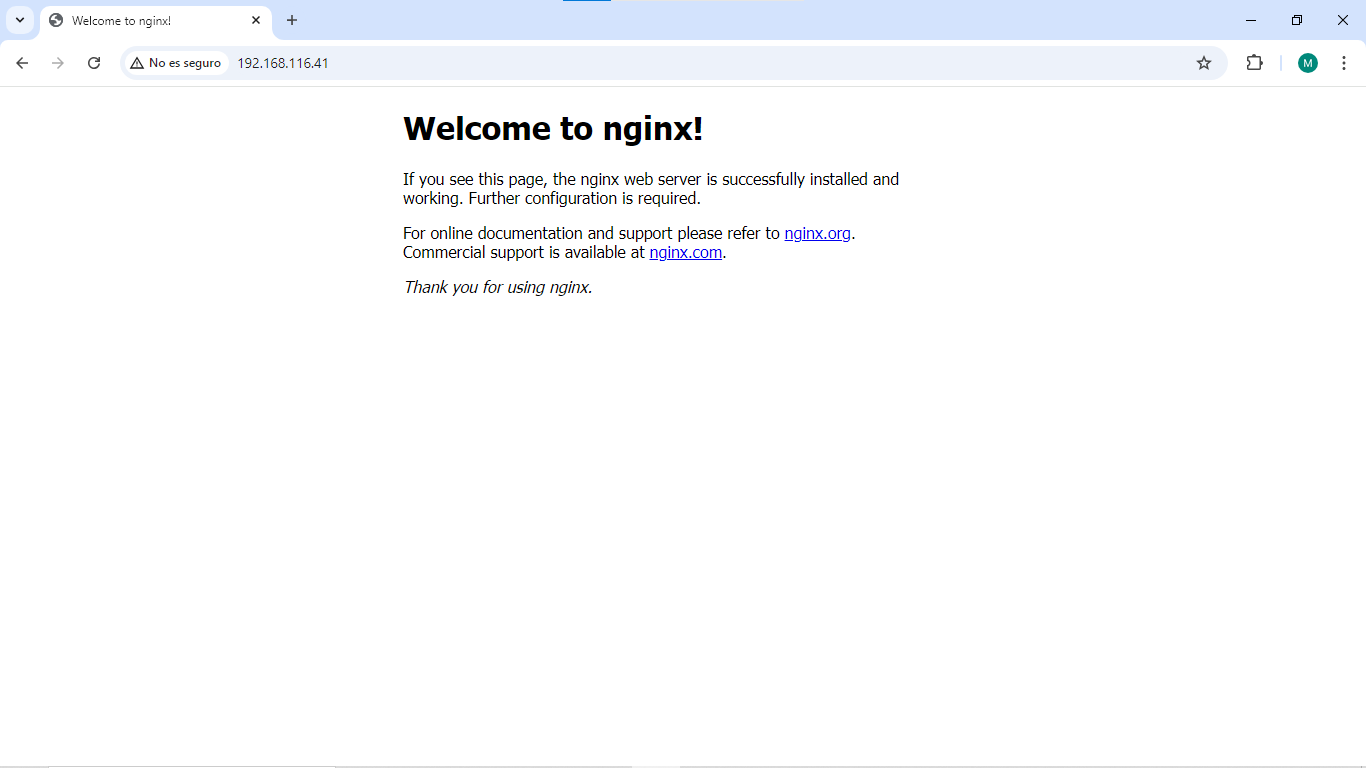 Welcome to nginx!
No es seguro
192.168.116.41
M
Welcome to nginx!
If you see this page, the nginx web server is successfully installed and
working. Further configuration is required.
For online documentation and support please refer to nginx.org.
Commercial support is available at nginx.com.
Thank you for using nginx.